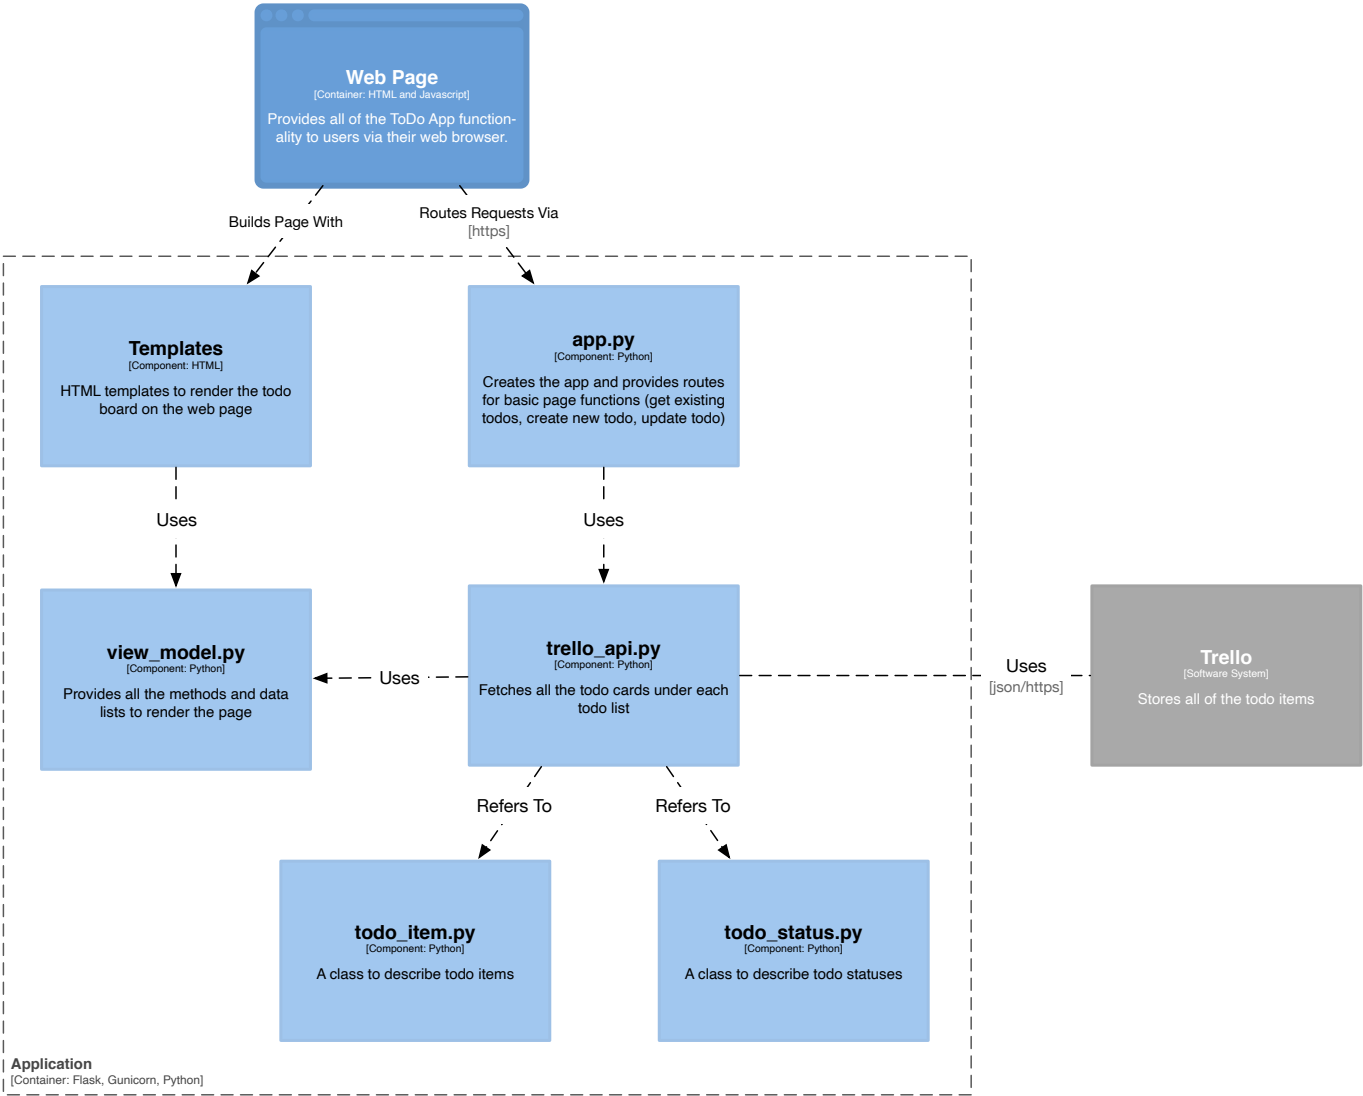 Web Page
[Container: HTML and Javascript]
Provides all of the ToDo App function-
ality to users via their web browser.
Builds Page With
Routes Requests Via
[https]
Templates
[Component: HTML]
HTML templates to render the todo
board on the web page
app.py
[Component: Python]
Creates the app and provides routes
for basic page functions (get existing
todos, create new todo, update todo)
Uses
Uses
view_model.py
[Component: Python]
Provides all the methods and data
lists to render the page
Uses
trello_api.py
[Component: Python]
Fetches all the todo cards under each
todo list
Uses
[json/https]
Trello
[Software System]
Stores all of the todo items
Refers To
Refers To
todo_item.py
[Component: Python]
A class to describe todo items
todo_status.py
[Component: Python]
A class to describe todo statuses
Application
[Container: Flask, Gunicorn, Python]